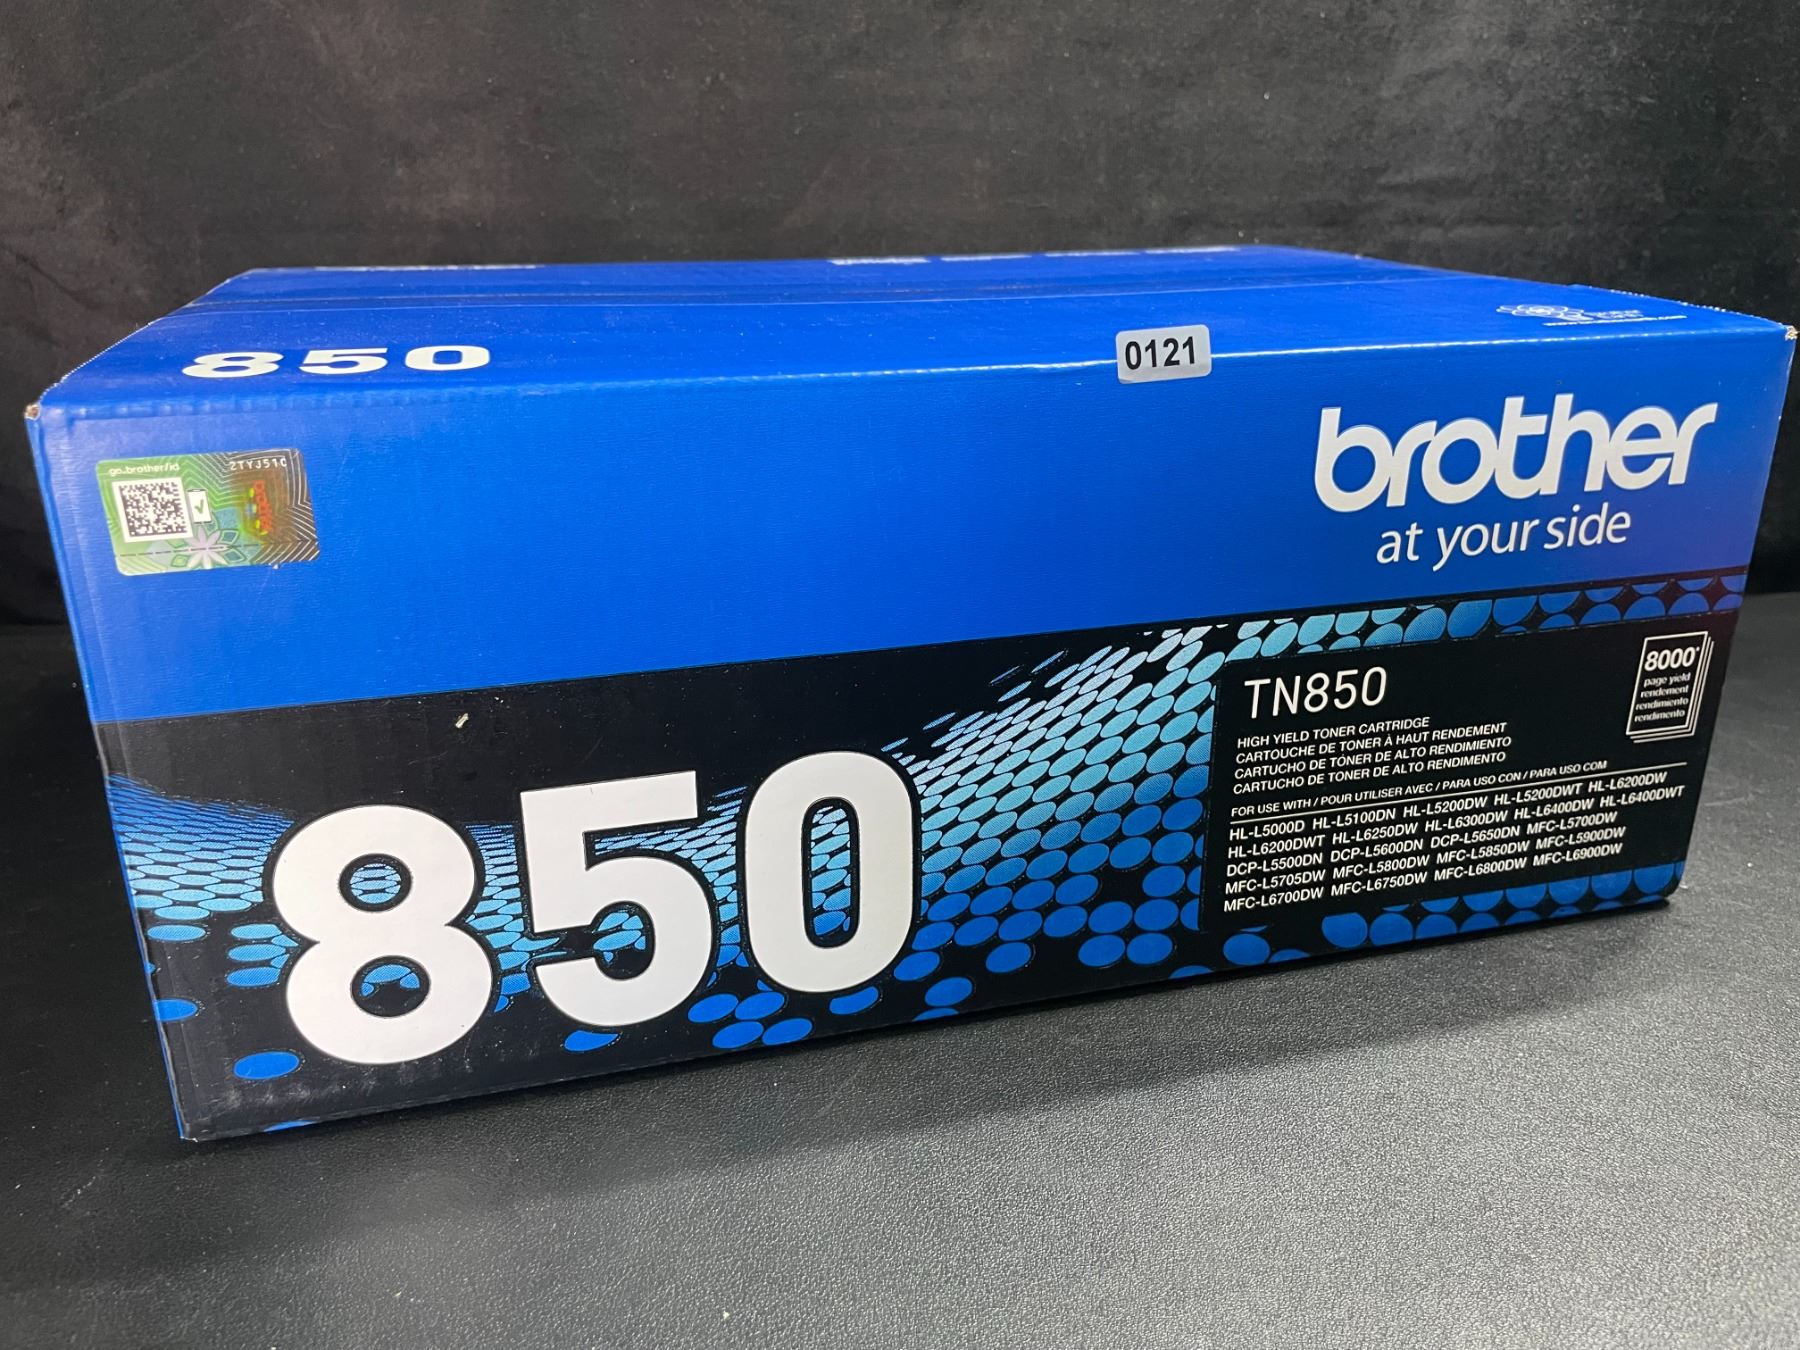 850
0121
go.brother/id
2TYJ51C
brother
at your side
850
TN850
8000*
page yield
rendement
rendimiento
rendimento
HIGH YIELD TONER CARTRIDGE
CARTOUCHE DE TONER À HAUT RENDEMENT
CARTUCHO DE TÓNER DE ALTO RENDIMIENTO
CARTUCHO DE TONER DE ALTO RENDIMENTO
FOR USE WITH / POUR UTILISER AVEC / PARA USO CON / PARA USO COM
HL-L5000D HL-L5100DN HL-L5200DW HL-L5200DWT HL-L6200DW
HL-L6200DWT HL-L6250DW HL-L6300DW HL-L6400DW HL-L6400DWT
DCP-L5500DN DCP-L5600DN DCP-L5650DN MFC-L5700DW
MFC-L5705DW MFC-L5800DW MFC-L5850DW MFC-L5900DW
MFC-L6700DW MFC-L6750DW MFC-L6800DW MFC-L6900DW